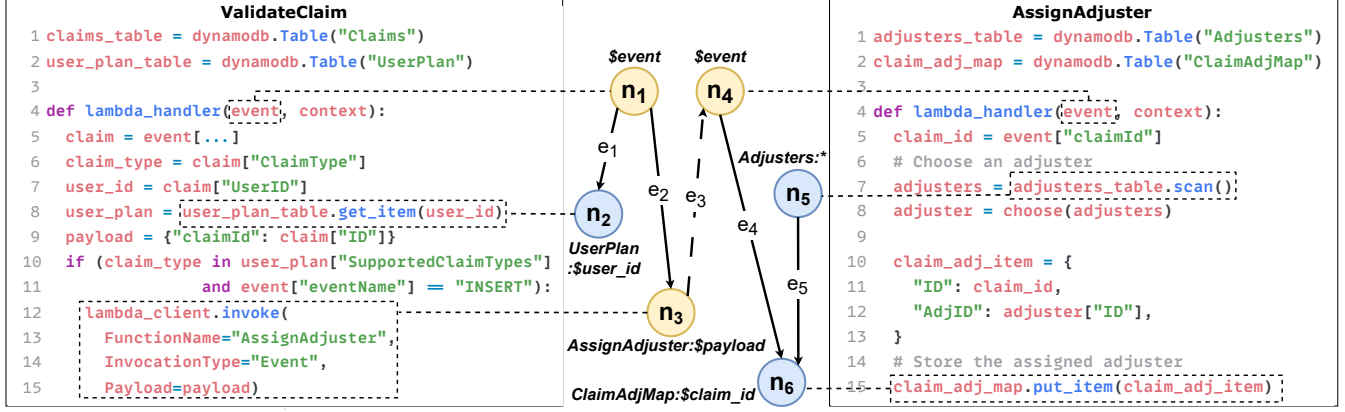 ValidateClaim
1 claims_table = dynamodb.Table("Claims")
2 user_plan_table = dynamodb.Table("UserPlan")
3
4 def lambda_handler(event, context):
5 claim = event[...]
6 claim_type = claim["ClaimType"]
7 user_id = claim["UserID"]
8 user_plan = user_plan_table.get_item(user_id)
9 payload = {"claimId": claim["ID"]}
10 if (claim_type in user_plan["SupportedClaimTypes"]
11 and event["eventName"] == "INSERT"):
12 lambda_client.invoke(
13 FunctionName="AssignAdjuster",
14 InvocationType="Event",
15 Payload=payload)
$event
$event
n1
n4
e1
Adjusters:*
n5
e2
e3
n2
e4
UserPlan
:$user_id
e5
n3
AssignAdjuster:$payload
n6
ClaimAdjMap:$claim_id
AssignAdjuster
1 adjusters_table = dynamodb.Table("Adjusters")
2 claim_adj_map = dynamodb.Table("ClaimAdjMap")
3
4 def lambda_handler(event, context):
5 claim_id = event["claimId"]
6 # Choose an adjuster
7 adjusters = adjusters_table.scan()
8 adjuster = choose(adjusters)
9
10 claim_adj_item = {
11 "ID": claim_id,
12 "AdjID": adjuster["ID"],
13 }
14 # Store the assigned adjuster
15 claim_adj_map.put_item(claim_adj_item)